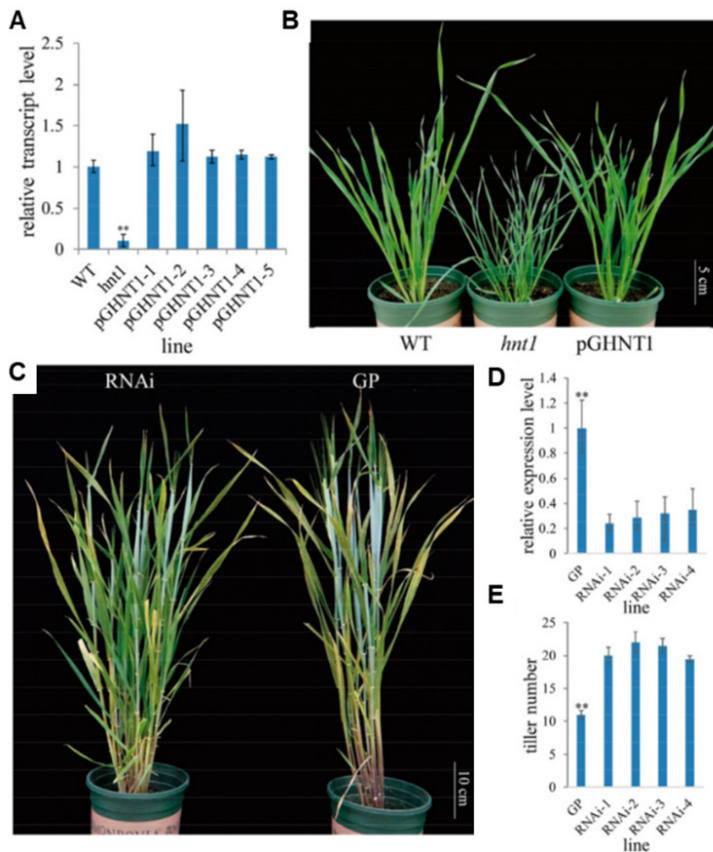 A
relative transcript level
2.5
2
1.5
1
0.5
0
**
WT
hnt1
pGHNT1-1
pGHNT1-2
pGHNT1-3
pGHNT1-4
pGHNT1-5
line
B
5 cm
WT
hnt1
pGHNT1
C
RNAi
GP
10 cm
D
relative expression level
1.4
1.2
1
0.8
0.6
0.4
0.2
0
**
GP
RNAi-1
RNAi-2
RNAi-3
RNAi-4
line
E
tiller number
25
20
15
10
5
0
**
GP
RNAi-1
RNAi-2
RNAi-3
RNAi-4
line